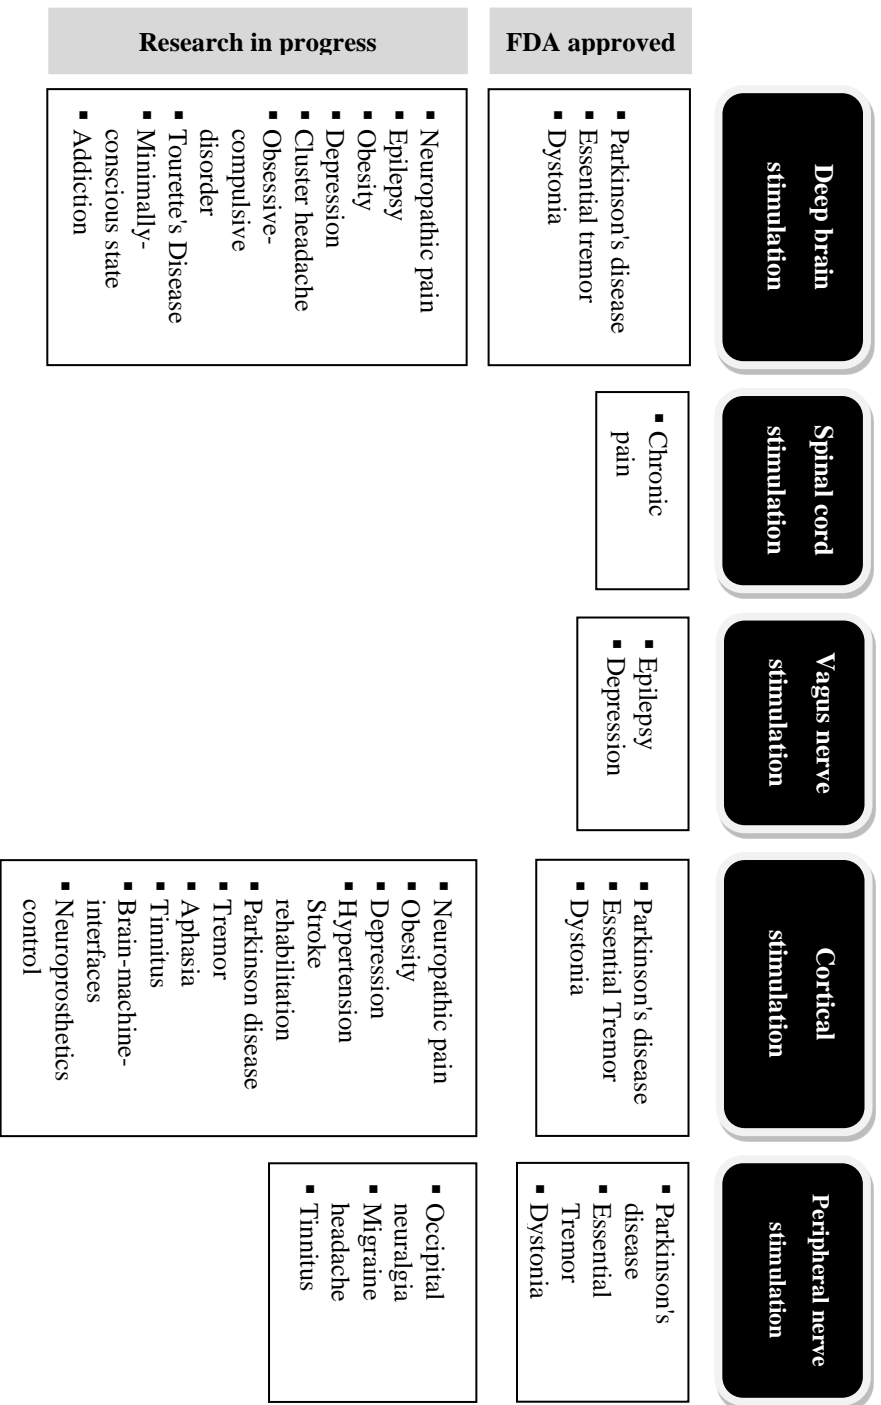 Research in progress
FDA approved
Deep brain
stimulation
▪ Parkinson's disease
▪ Essential tremor
▪ Dystonia
▪ Neuropathic pain
▪ Epilepsy
▪ Obesity
▪ Depression
▪ Cluster headache
▪ Obsessive-
compulsive
disorder
▪ Tourette's Disease
▪ Minimally-
conscious state
▪ Addiction
Spinal cord
stimulation
▪ Chronic
pain
Vagus nerve
stimulation
▪ Epilepsy
▪ Depression
Cortical
stimulation
▪ Parkinson's disease
▪ Essential Tremor
▪ Dystonia
▪ Neuropathic pain
▪ Obesity
▪ Depression
▪ Hypertension
Stroke
rehabilitation
▪ Parkinson disease
▪ Tremor
▪ Aphasia
▪ Tinnitus
▪ Brain-machine-
interfaces
▪ Neuroprosthetics
control
Peripheral nerve
stimulation
▪ Parkinson's
disease
▪ Essential
Tremor
▪ Dystonia
▪ Occipital
neuralgia
▪ Migraine
headache
▪ Tinnitus